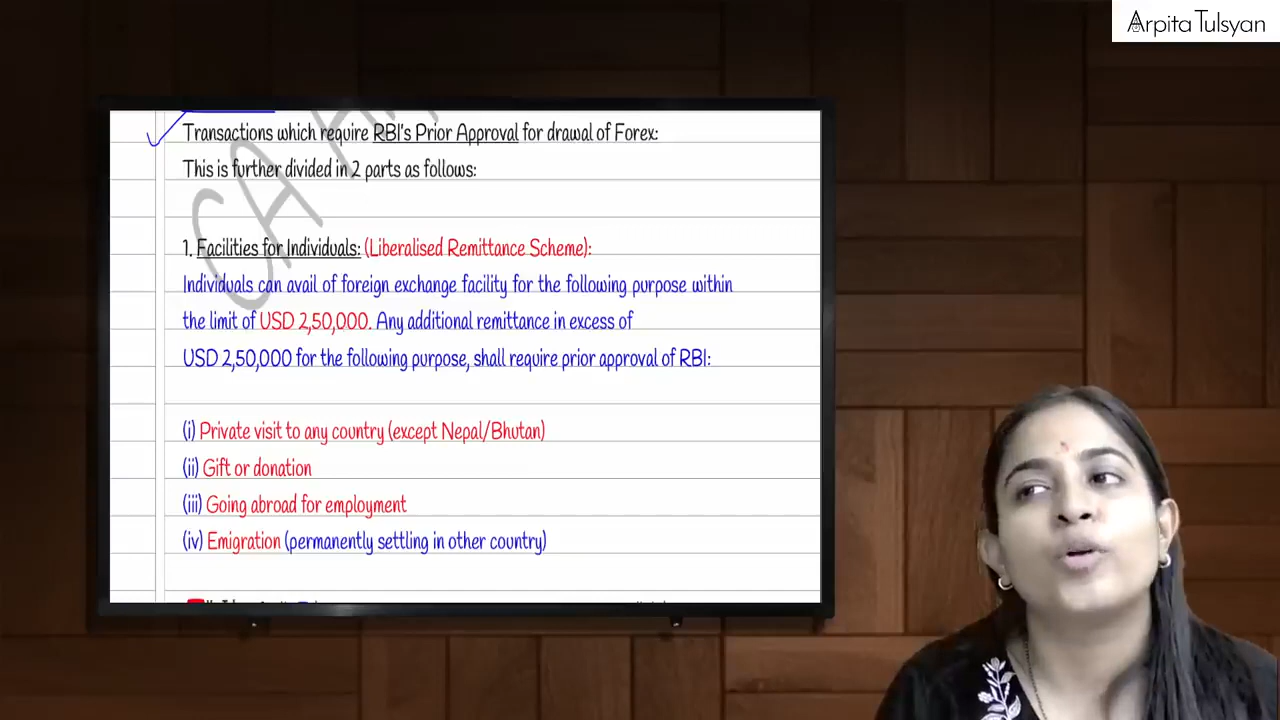 Arpita Tulsyan
Transactions which require RBI's Prior Approval for drawal of Forex:
This is further divided in 2 parts as follows:
CA
1. Facilities for Individuals: (Liberalised Remittance Scheme):
Individuals can avail of foreign exchange facility for the following purpose within
the limit of USD 2,50,000. Any additional remittance in excess of
USD 2,50,000 for the following purpose, shall require prior approval of RBI:
(i) Private visit to any country (except Nepal/Bhutan)
(ii) Gift or donation
(iii) Going abroad for employment
(iv) Emigration (permanently settling in other country)